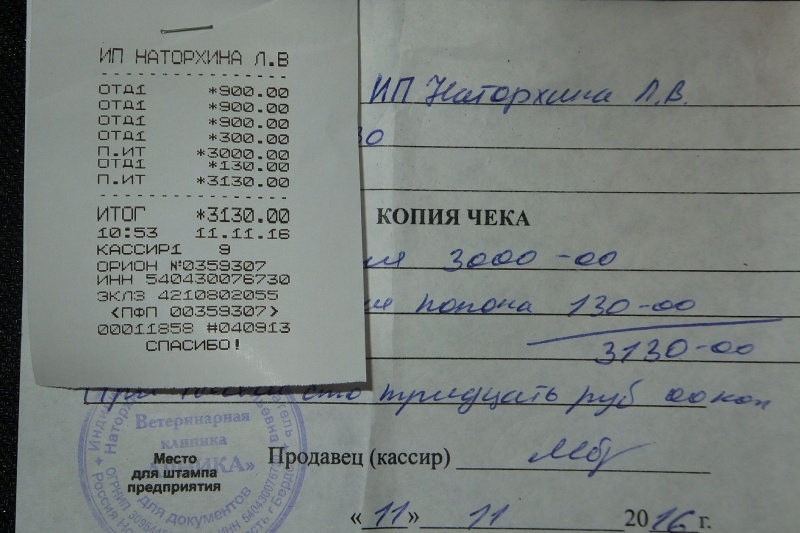 ИП НАТОРХИНА Л.В
ОТД1 *900.00
ОТД1 *900.00
ОТД1 *900.00
ОТД1 *300.00
П.ИТ *3000.00
ОТД1 *130.00
П.ИТ *3130.00
ИТОГ *3130.00
10:53 11.11.16
КАССИР1 9
ОРИОН №0359307
ИНН 540430076730
ЭКЛЗ 4210802055
<ПФП 00359307>
00011858 #040913
СПАСИБО!
ИП Наторхина Л.В.
КОПИЯ ЧЕКА
3000-00
попона 130-00
3130-00
сто тридцать руб 00 коп
Ветеринарная
клиника
для документов
Место
для штампа
предприятия
Продавец (кассир)
« 11 » 11 2016 г.